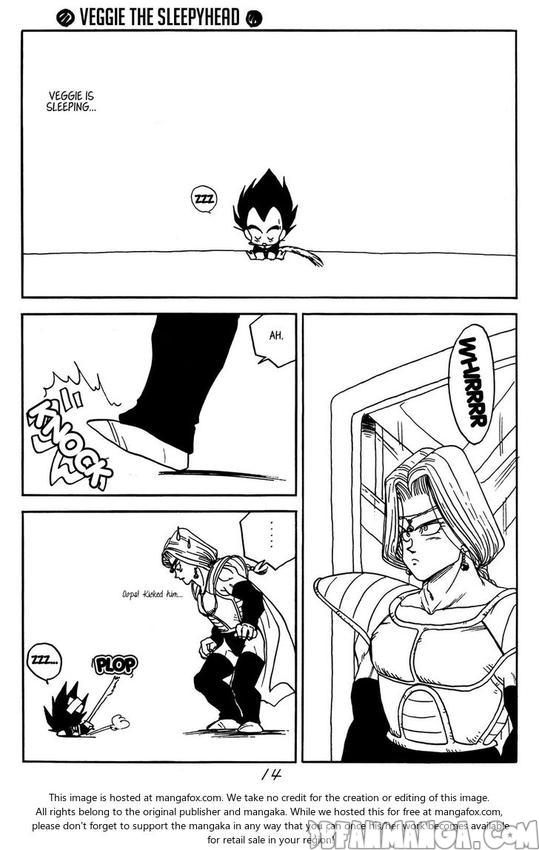 VEGGIE THE SLEEPYHEAD
VEGGIE IS
SLEEPING...
ZZZ
WHRRRR
AH.
KNOCK
......
Oops! Kicked him...
ZZZ...
PLOP
14
This image is hosted at mangafox.com. We take no credit for the creation or editing of this image.
All rights belong to the original publisher and mangaka. While we hosted this for free at mangafox.com,
please don't forget to support the mangaka in any way that you can once his/her work becomes available
for retail sale in your region!